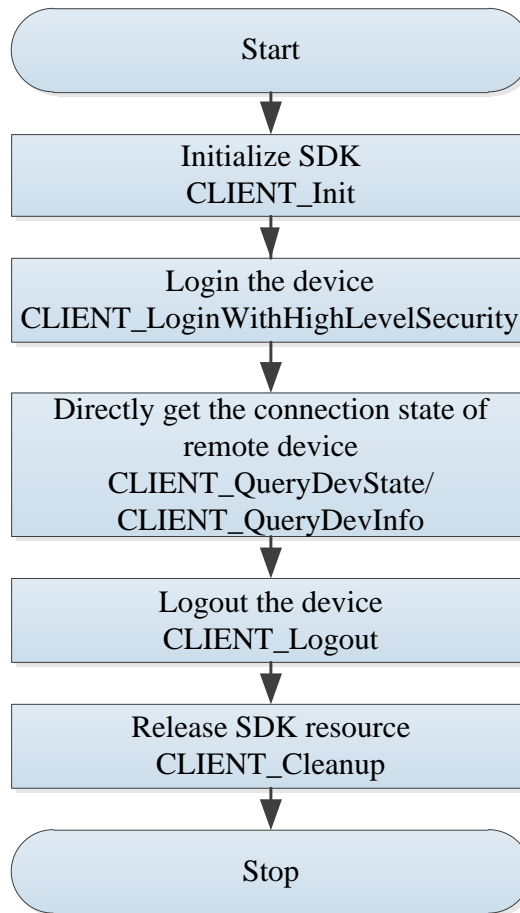 Start
Initialize SDK
CLIENT_Init
Login the device
CLIENT_LoginWithHighLevelSecurity
Directly get the connection state of
remote device
CLIENT_QueryDevState/
CLIENT_QueryDevInfo
Logout the device
CLIENT_Logout
Release SDK resource
CLIENT_Cleanup
Stop